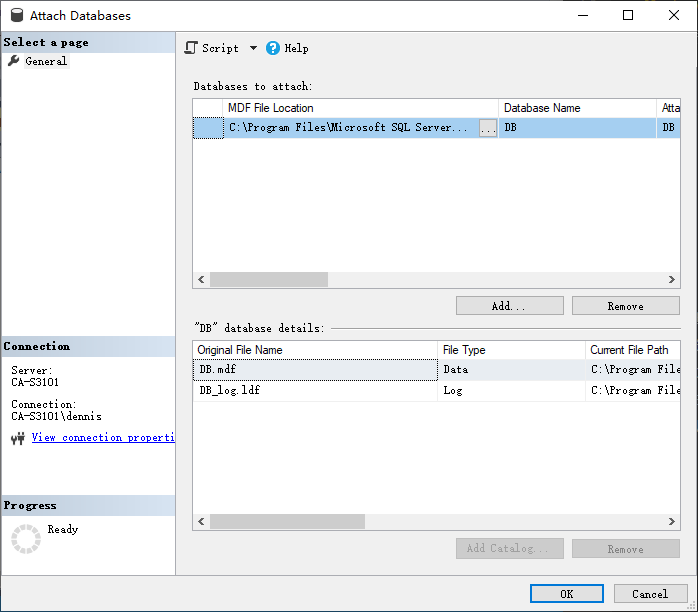 Attach Databases
Select a page
General
Script
Help
Databases to attach:
MDF File Location Database Name Atta
C:\Program Files\Microsoft SQL Server... ... DB DB
Add... Remove
"DB" database details:
Original File Name File Type Current File Path
DB.mdf Data C:\Program File
DB_log.ldf Log C:\Program File
Connection
Server:
CA-S3101
Connection:
CA-S3101\dennis
View connection properti
Progress
Ready
Add Catalog... Remove
OK Cancel